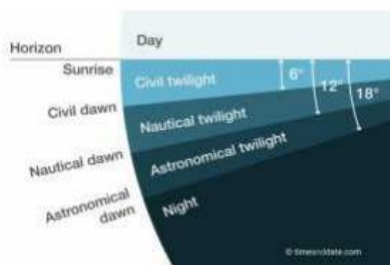 Horizon
Day
Sunrise
Civil twilight
6°
12°
18°
Civil dawn
Nautical twilight
Nautical dawn
Astronomical twilight
Astronomical
dawn
Night
© timeanddate.com